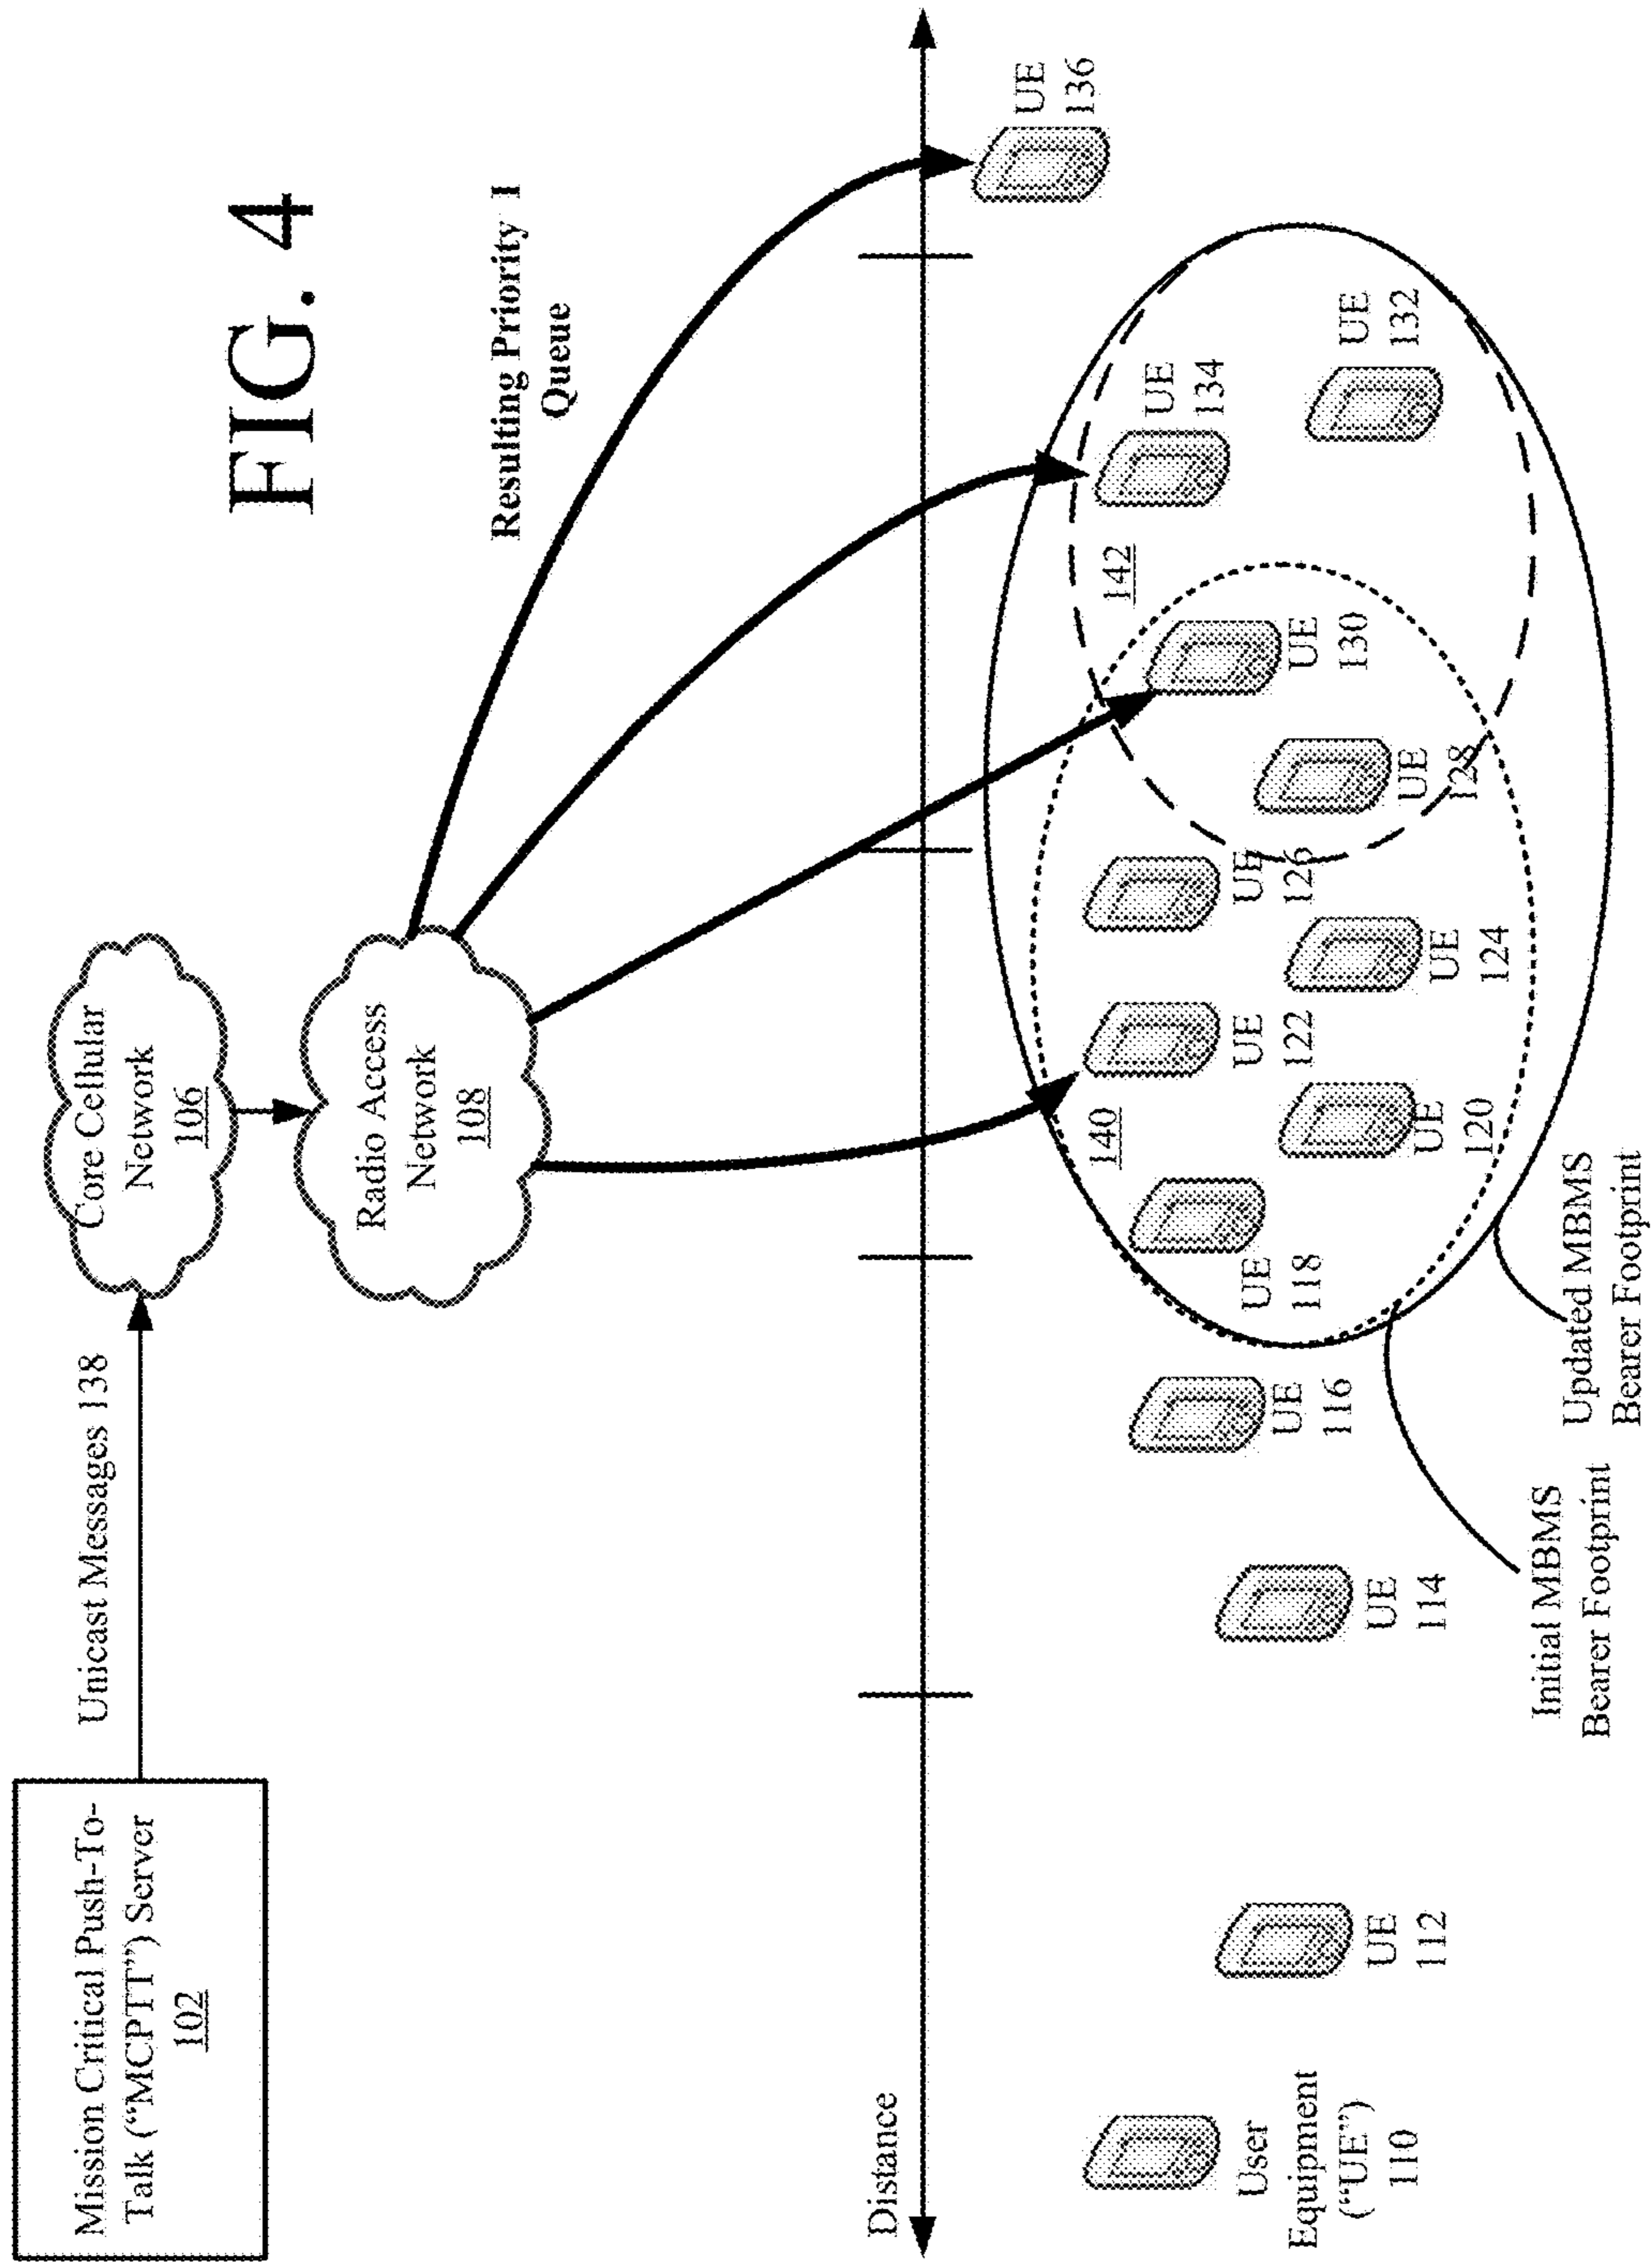 FIG. 4
Mission Critical Push-To-
Talk (“MCPTT”) Server
102
Unicast Messages 138
Core Cellular
Network
106
Radio Access
Network
108
Resulting Priority 1
Queue
Distance
User
Equipment
(“UE”)
110
UE
112
UE
114
UE
116
UE
118
140
UE
120
UE
122
UE
124
UE
126
UE
128
UE
130
142
UE
134
UE
132
UE
136
Initial MBMS
Bearer Footprint
Updated MBMS
Bearer Footprint